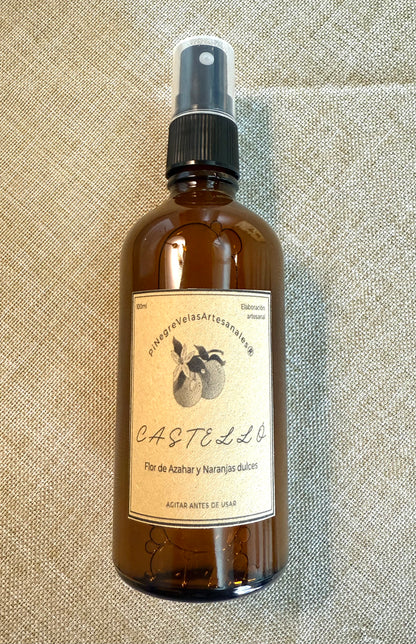 100ml
Elaboración
artesanal
PiNegreVelasArtesanales®
CASTELLÓ
Flor de Azahar y Naranjas dulces
AGITAR ANTES DE USAR